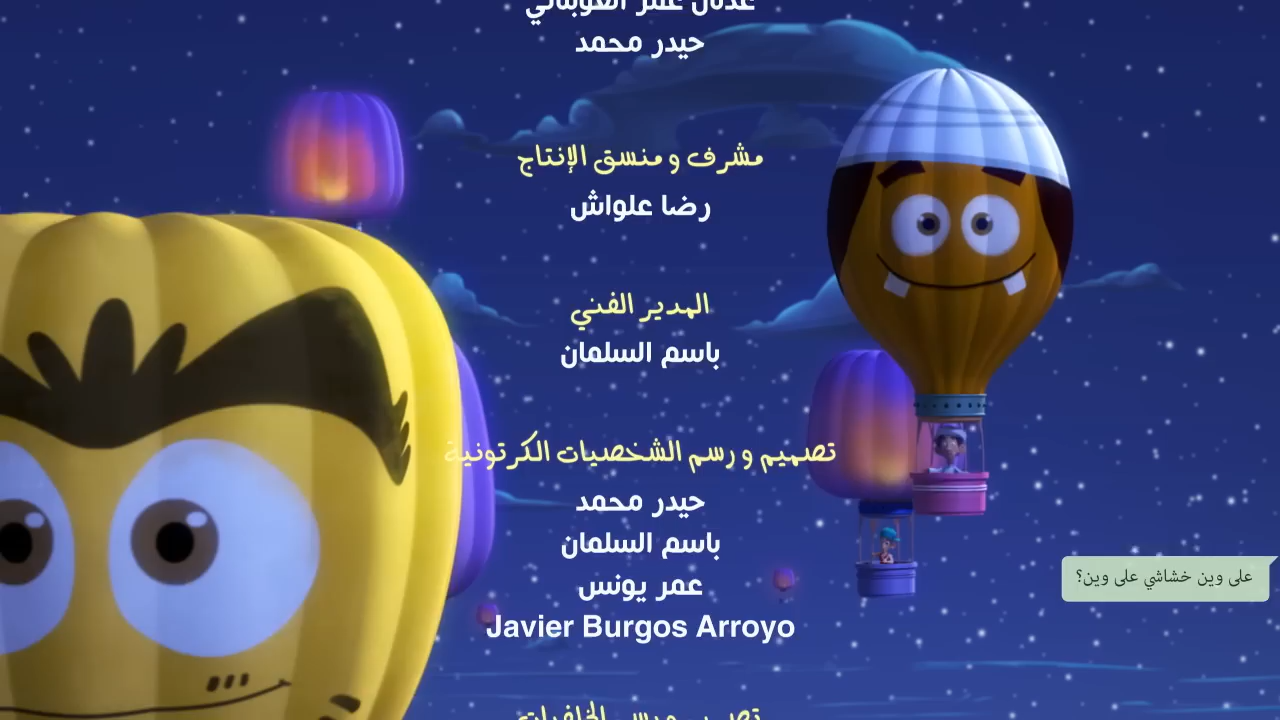 حيدر محمد
مشرف و منسق الإنتاج
رضا علواش
المدير الفني
باسم السلمان
تصميم و رسم الشخصيات الكرتونية
حيدر محمد
باسم السلمان
عمر يونس
Javier Burgos Arroyo
على وين خشاشي على وين؟